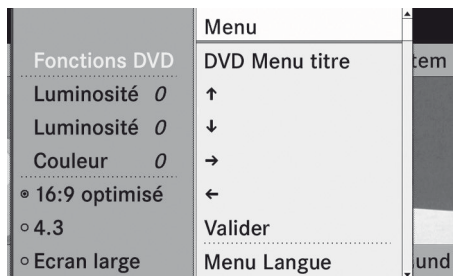 Fonctions DVD
Luminosité 0
Luminosité 0
Couleur 0
16:9 optimisé
4.3
Ecran large
Menu
DVD Menu titre
↑
↓
→
←
Valider
Menu Langue
tem
und